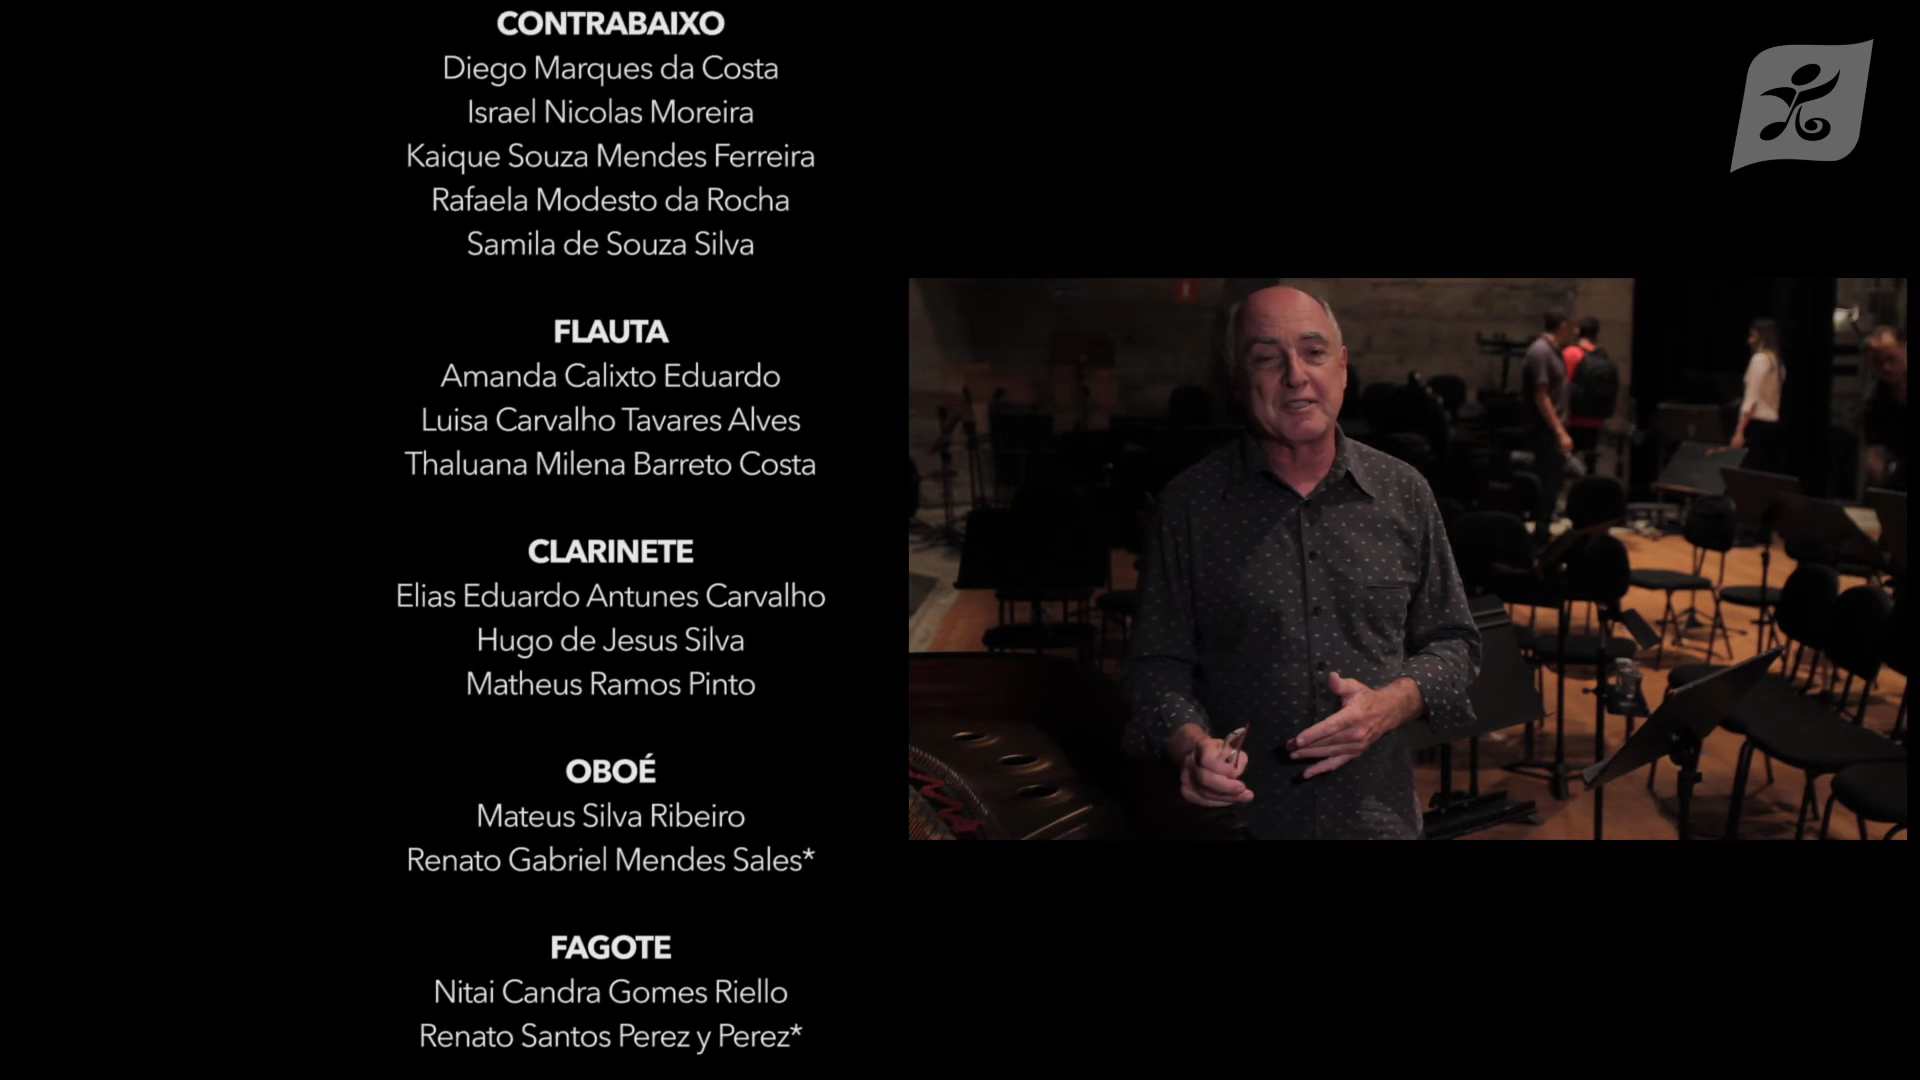 CONTRABAIXO
Diego Marques da Costa
Israel Nicolas Moreira
Kaique Souza Mendes Ferreira
Rafaela Modesto da Rocha
Samila de Souza Silva
FLAUTA
Amanda Calixto Eduardo
Luisa Carvalho Tavares Alves
Thaluana Milena Barreto Costa
CLARINETE
Elias Eduardo Antunes Carvalho
Hugo de Jesus Silva
Matheus Ramos Pinto
OBOÉ
Mateus Silva Ribeiro
Renato Gabriel Mendes Sales*
FAGOTE
Nitai Candra Gomes Riello
Renato Santos Perez y Perez*